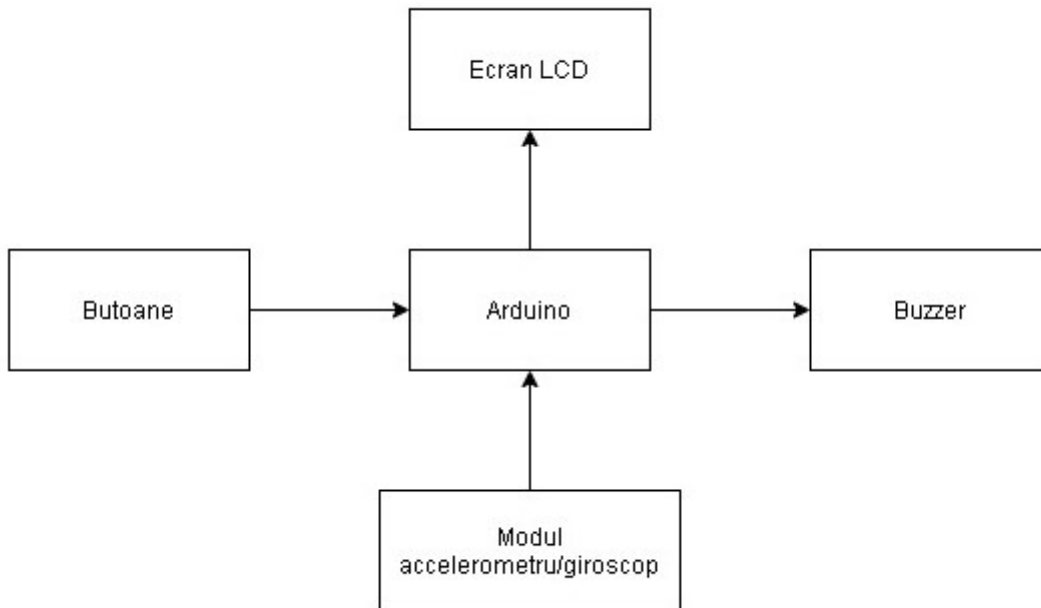 Ecran LCD
Butoane
Arduino
Buzzer
Modul
accelerometru/giroscop